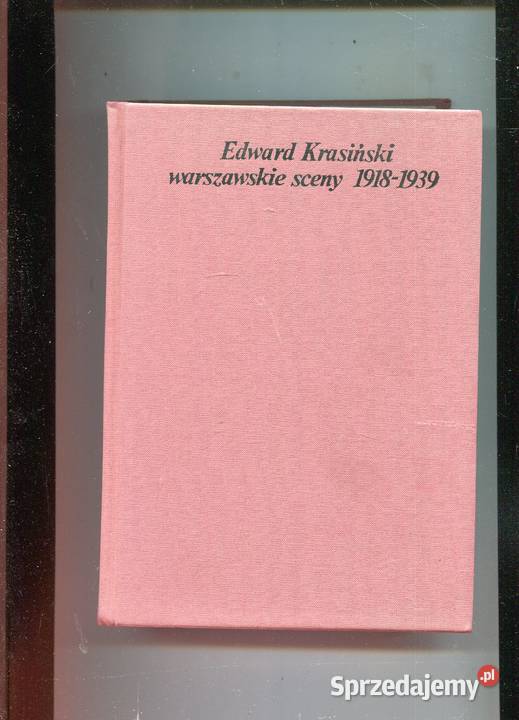 Edward Krasiński
warszawskie sceny 1918-1939
Sprzedajemy.pl